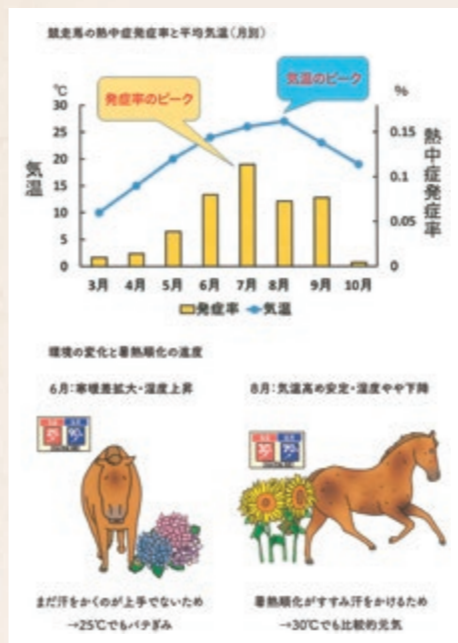 競走馬の熱中症発症率と平均気温（月別）
℃
%
発症率のピーク
気温のピーク
30
25
20
15
10
5
0
気温
0.15
0.1
0.05
0
熱中症発症率
3月 4月 5月 6月 7月 8月 9月 10月
発症率 気温
環境の変化と暑熱順化の進度
6月：寒暖差拡大・湿度上昇
8月：気温高め安定・湿度やや下降
まだ汗をかくのが上手でないため
→25℃でもバテぎみ
暑熱順化がすすみ汗をかけるため
→30℃でも比較的元気